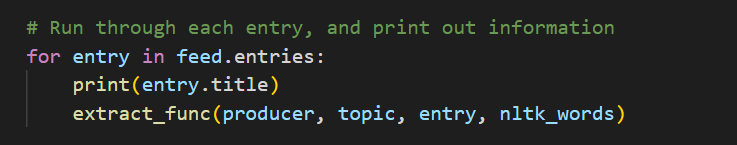 # Run through each entry, and print out information
for entry in feed.entries:
    print(entry.title)
    extract_func(producer, topic, entry, nltk_words)